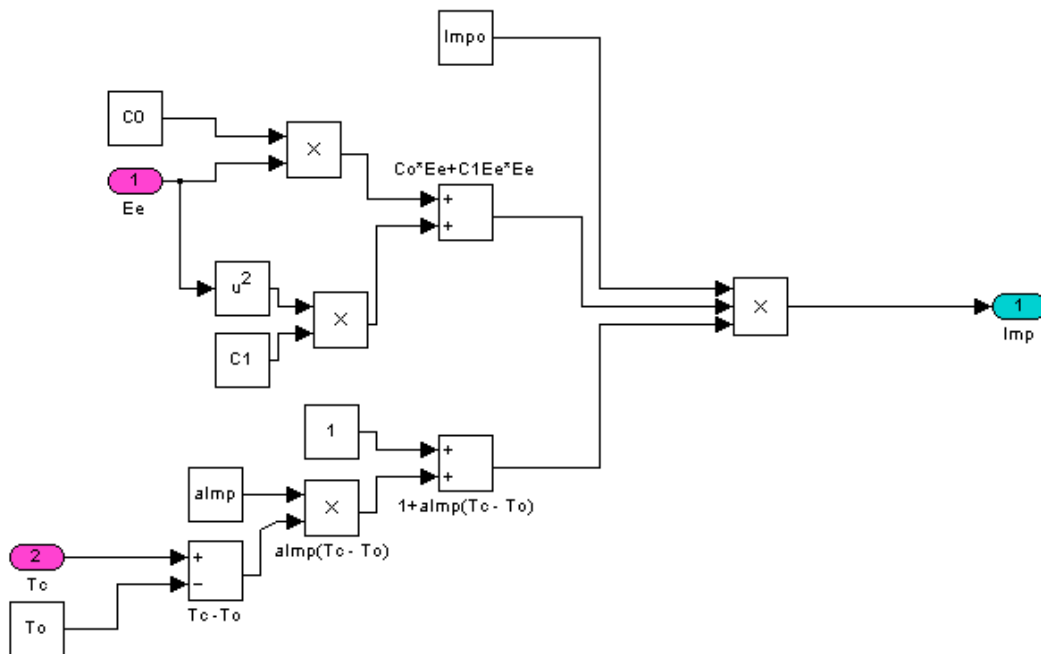 Impo
C0
×
Co*Ee+C1Ee*Ee
1
Ee
+
+
u²
×
×
1
Imp
C1
1
+
+
aImp
×
1+aImp(Tc - To)
aImp(Tc - To)
2
Tc
+
−
Tc-To
To